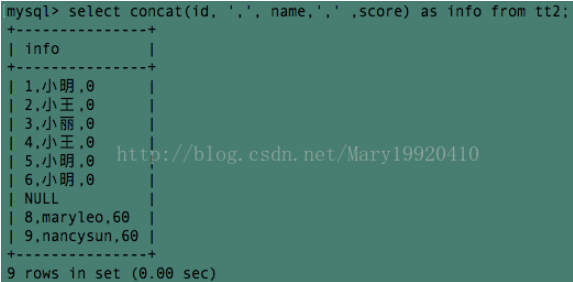 mysql> select concat(id, ',', name,',' ,score) as info from tt2;
+---------------+
| info          |
+---------------+
| 1,小明,0      |
| 2,小王,0      |
| 3,小丽,0      |
| 4,小王,0      |
| 5,小明,0      |
| 6,小明,0      |
| NULL          |
| 8,maryleo,60  |
| 9,nancysun,60 |
+---------------+
9 rows in set (0.00 sec)
http://blog.csdn.net/Mary19920410